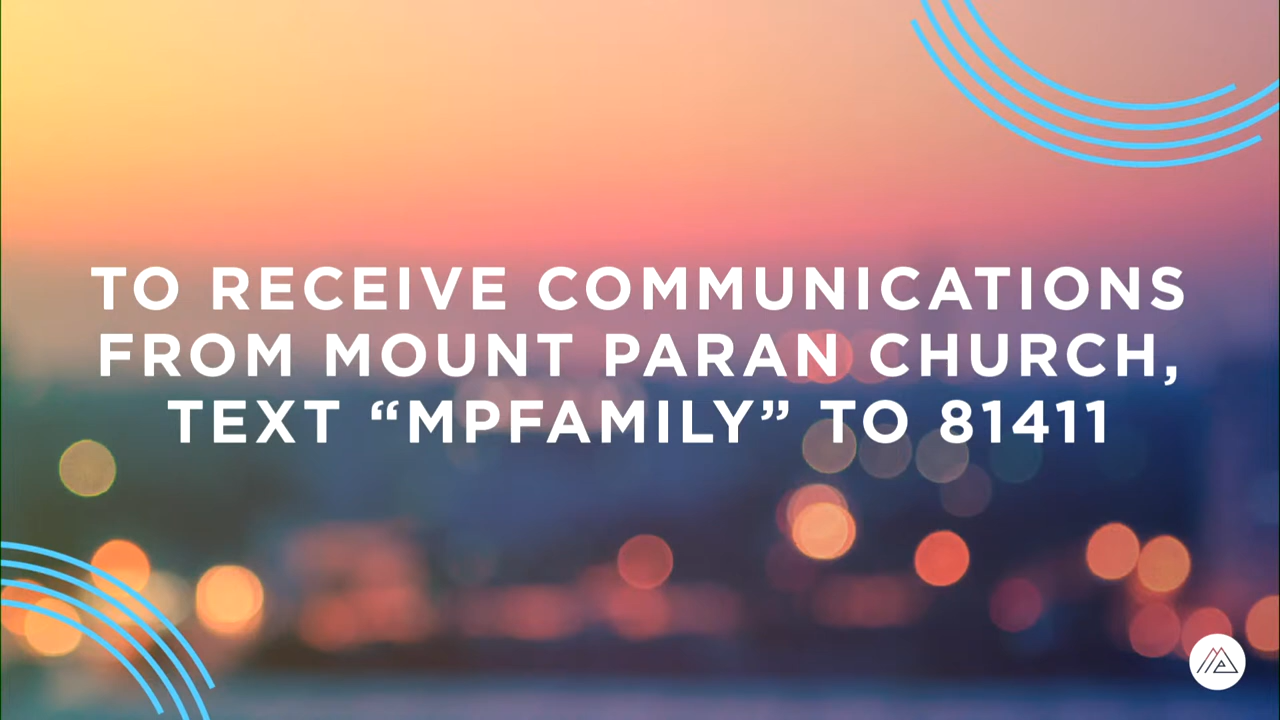 TO RECEIVE COMMUNICATIONS
FROM MOUNT PARAN CHURCH,
TEXT “MPFAMILY” TO 81411